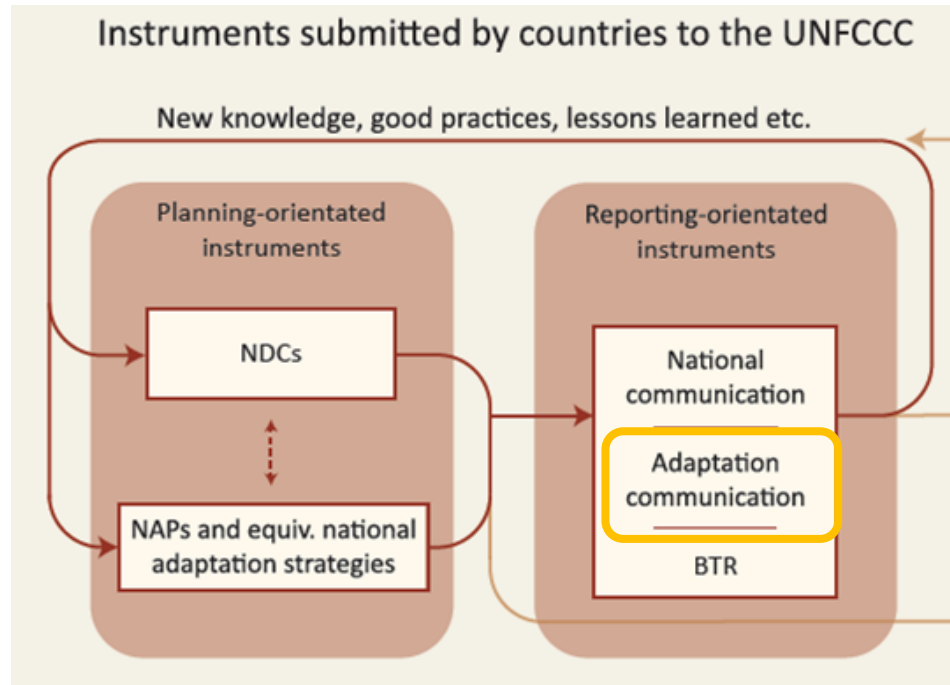 Instruments submitted by countries to the UNFCCC
New knowledge, good practices, lessons learned etc.
Planning-orientated
instruments
NDCs
NAPs and equiv. national
adaptation strategies
Reporting-orientated
instruments
National
communication
Adaptation
communication
BTR